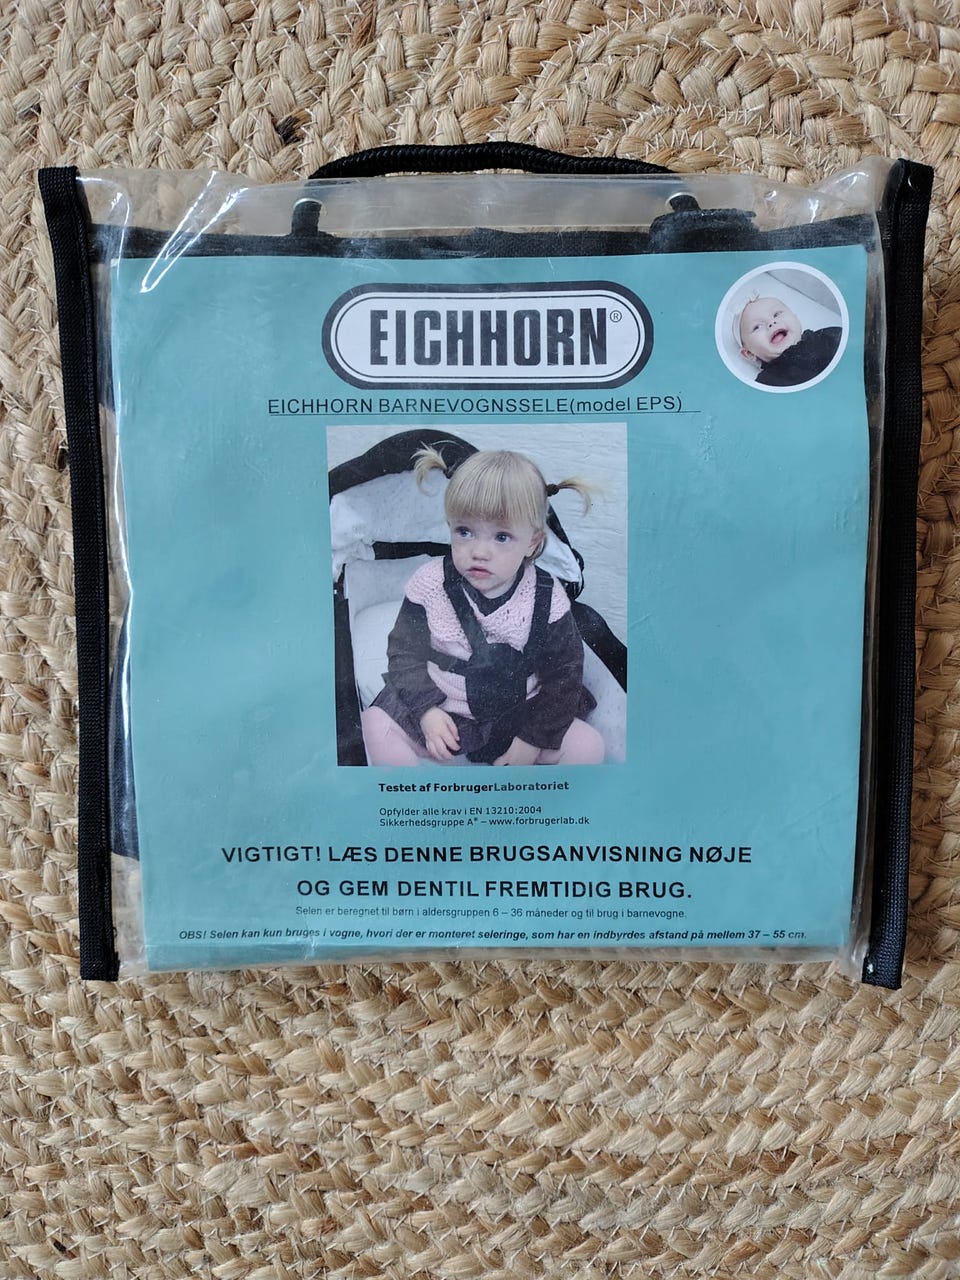 EICHHORN®
EICHHORN BARNEVOGNSSELE(model EPS)
Testet af ForbrugerLaboratoriet
Opfylder alle krav i EN 13210:2004
Sikkerhedsgruppe A* – www.forbrugerlab.dk
VIGTIGT! LÆS DENNE BRUGSANVISNING NØJE
OG GEM DENTIL FREMTIDIG BRUG.
Selen er beregnet til børn i aldersgruppen 6 – 36 måneder og til brug i barnevogne.
OBS! Selen kan kun bruges i vogne, hvori der er monteret seleringe, som har en indbyrdes afstand på mellem 37 – 55 cm.